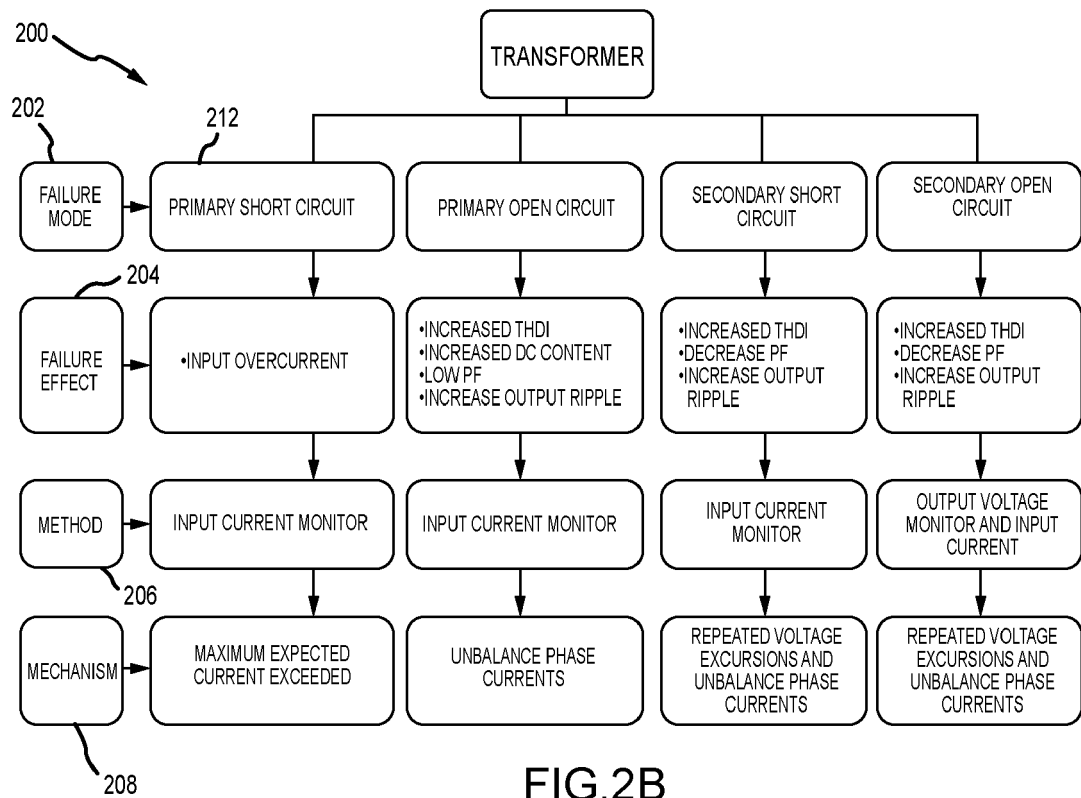 200
TRANSFORMER
202
212
FAILURE
MODE
PRIMARY SHORT CIRCUIT
PRIMARY OPEN CIRCUIT
SECONDARY SHORT
CIRCUIT
SECONDARY OPEN
CIRCUIT
204
FAILURE
EFFECT
•INPUT OVERCURRENT
•INCREASED THDI
•INCREASED DC CONTENT
•LOW PF
•INCREASE OUTPUT RIPPLE
•INCREASED THDI
•DECREASE PF
•INCREASE OUTPUT
RIPPLE
•INCREASED THDI
•DECREASE PF
•INCREASE OUTPUT
RIPPLE
METHOD
INPUT CURRENT MONITOR
INPUT CURRENT MONITOR
INPUT CURRENT
MONITOR
OUTPUT VOLTAGE
MONITOR AND INPUT
CURRENT
206
MECHANISM
MAXIMUM EXPECTED
CURRENT EXCEEDED
UNBALANCE PHASE
CURRENTS
REPEATED VOLTAGE
EXCURSIONS AND
UNBALANCE PHASE
CURRENTS
REPEATED VOLTAGE
EXCURSIONS AND
UNBALANCE PHASE
CURRENTS
208
FIG.2B